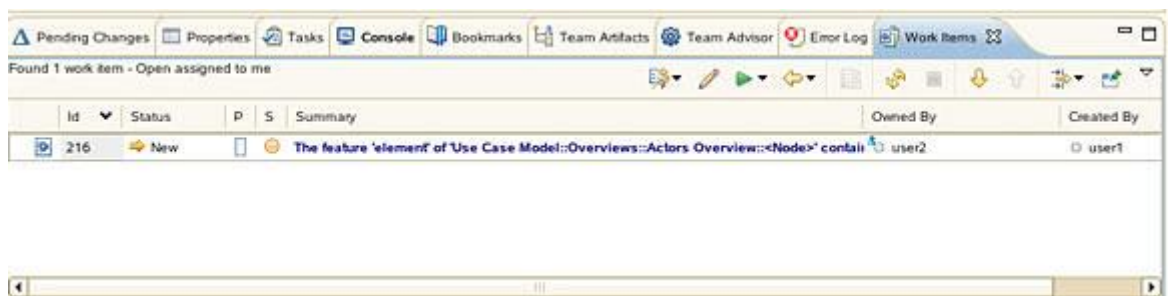 Pending Changes Properties Tasks Console Bookmarks Team Artifacts Team Advisor Error Log Work Items
Found 1 work item - Open assigned to me
Id Status P S Summary Owned By Created By
216 New The feature 'element' of 'Use Case Model::Overviews::Actors Overview::<Node>' contain user2 user1